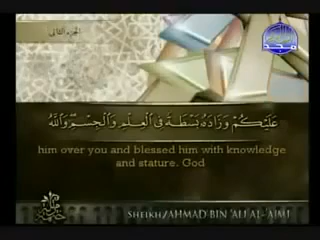 الجزء الثاني
عَلَيْكُمْ وَزَادَهُ بَسْطَةً فِي الْعِلْمِ وَالْجِسْمِ وَاللَّهُ
him over you and blessed him with knowledge
and stature. God
SHEIKH/AHMAD BIN 'ALI AL-'AJMI